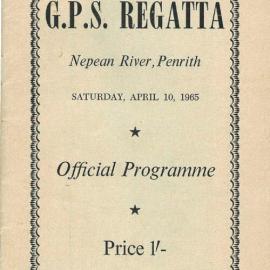 G.P.S. REGATTA
Nepean River, Penrith
SATURDAY, APRIL 10, 1965
Official Programme
Price 1/-